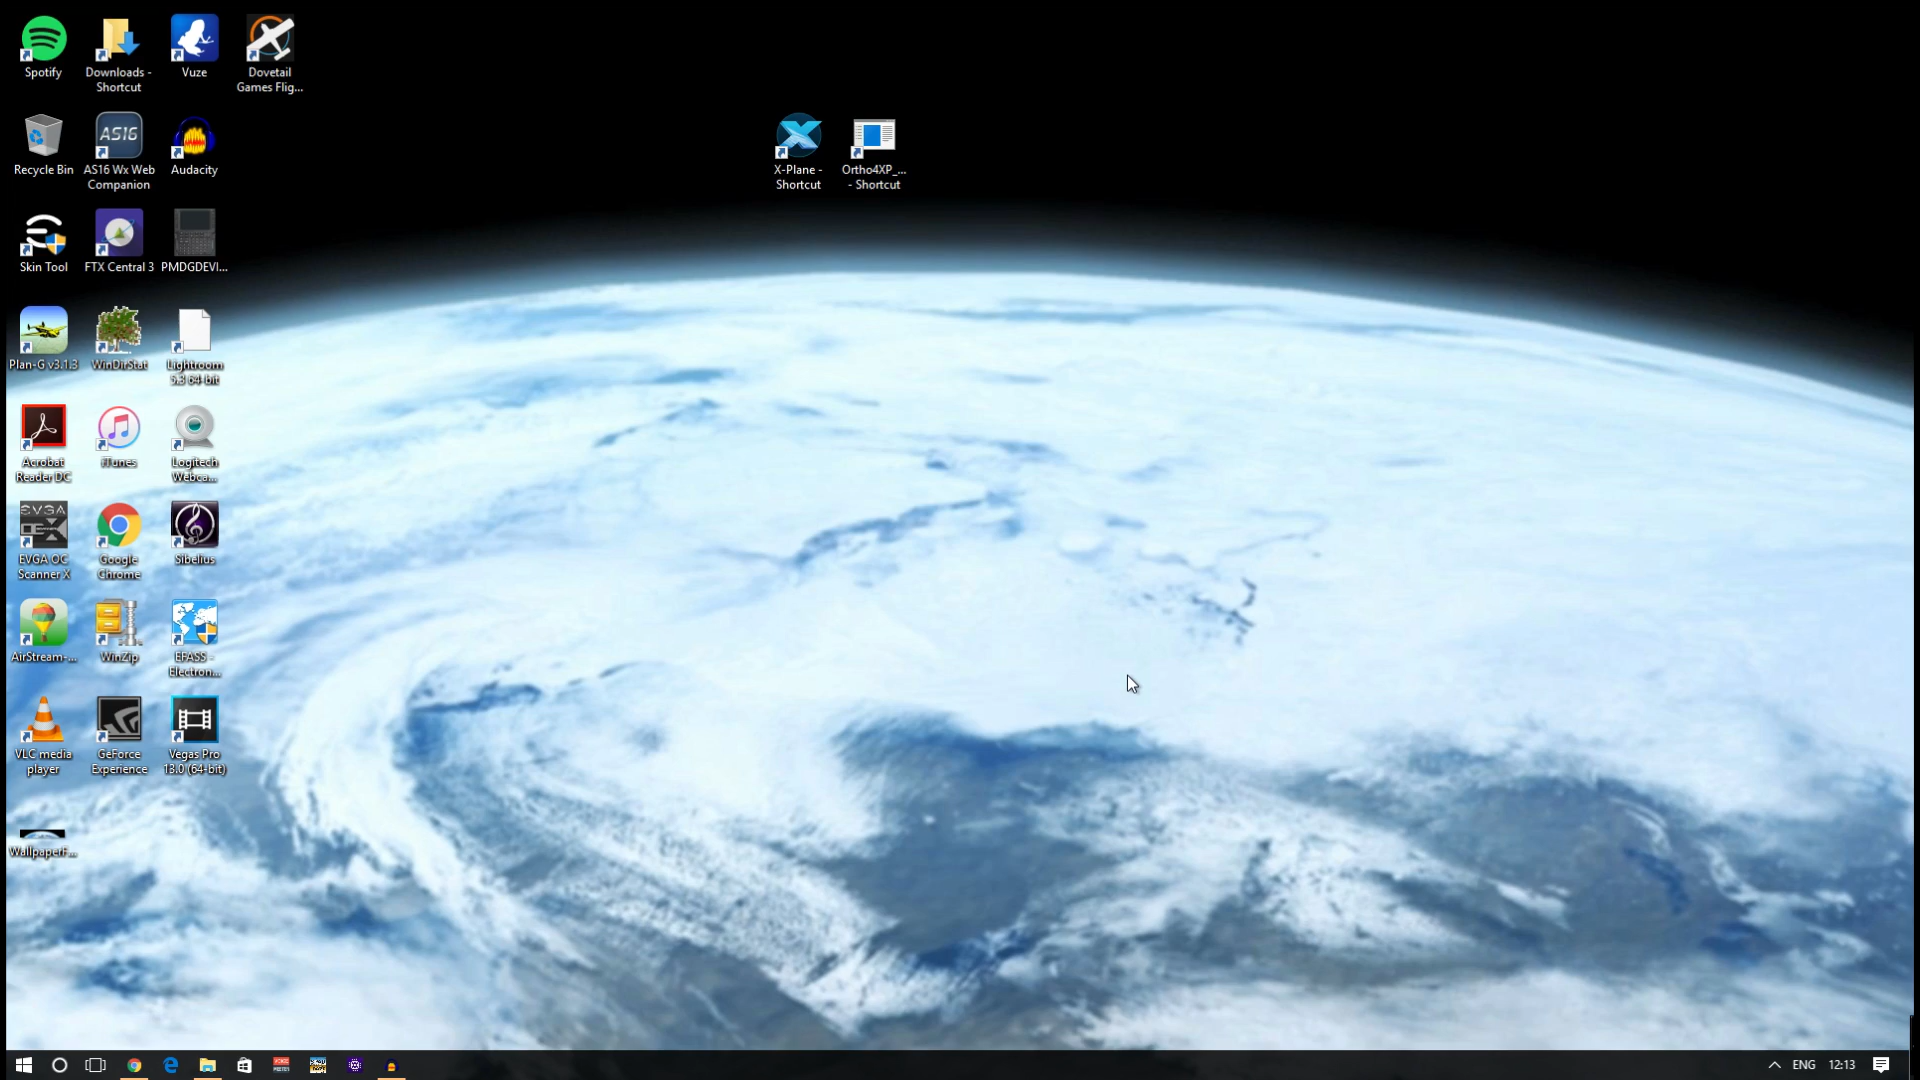 Spotify
Downloads -
Shortcut
Vuze
Dovetail
Games Flig...
Recycle Bin
AS16
AS16 Wx Web
Companion
Audacity
X-Plane -
Shortcut
Ortho4XP_...
- Shortcut
Skin Tool
FTX Central 3
PMDGDEVI...
Plan-G v3.1.3
WinDirStat
Lightroom
5.3 64-bit
Acrobat
Reader DC
iTunes
Logitech
Webca...
EVGA
EVGA OC
Scanner X
Google
Chrome
Sibelius
AirStream-...
WinZip
EFASS -
Electron...
VLC media
player
GeForce
Experience
Vegas Pro
13.0 (64-bit)
WallpaperF...
ENG
12:13